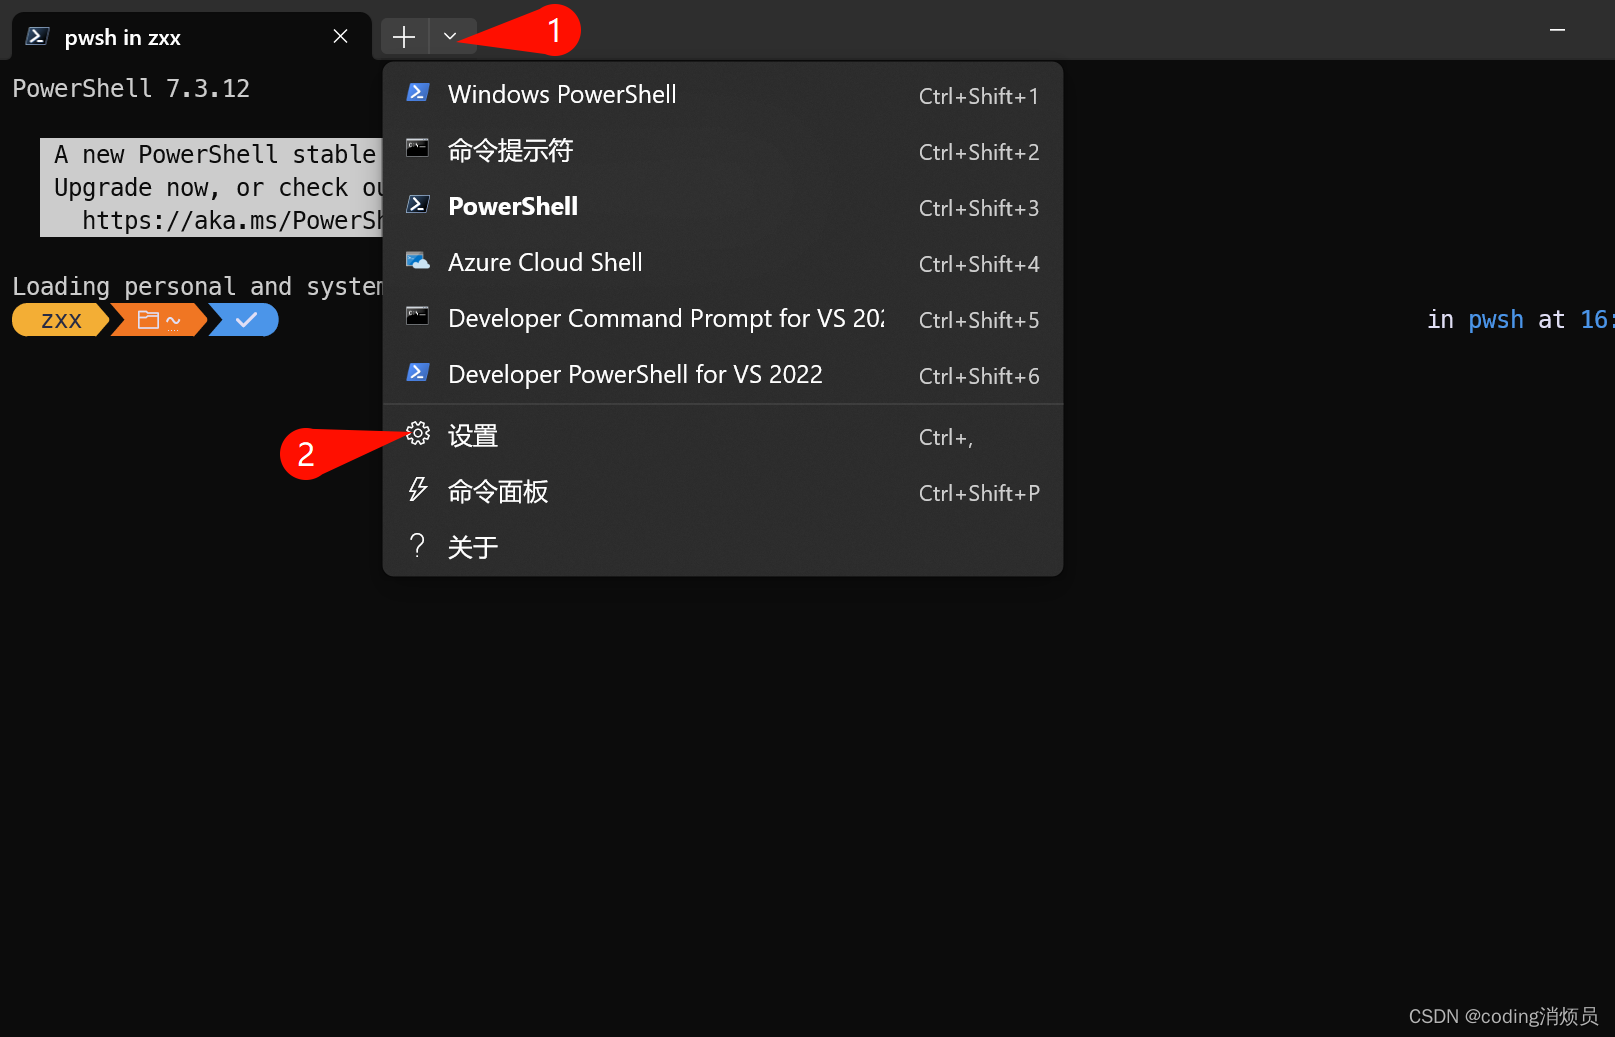 pwsh in zxx
1
PowerShell 7.3.12
Windows PowerShell Ctrl+Shift+1
命令提示符 Ctrl+Shift+2
A new PowerShell stable
Upgrade now, or check ou
https://aka.ms/PowerSh
PowerShell Ctrl+Shift+3
Azure Cloud Shell Ctrl+Shift+4
Loading personal and system
zxx ~
Developer Command Prompt for VS 202 Ctrl+Shift+5
in pwsh at 16:
Developer PowerShell for VS 2022 Ctrl+Shift+6
2
设置 Ctrl+,
命令面板 Ctrl+Shift+P
? 关于
CSDN @coding消烦员